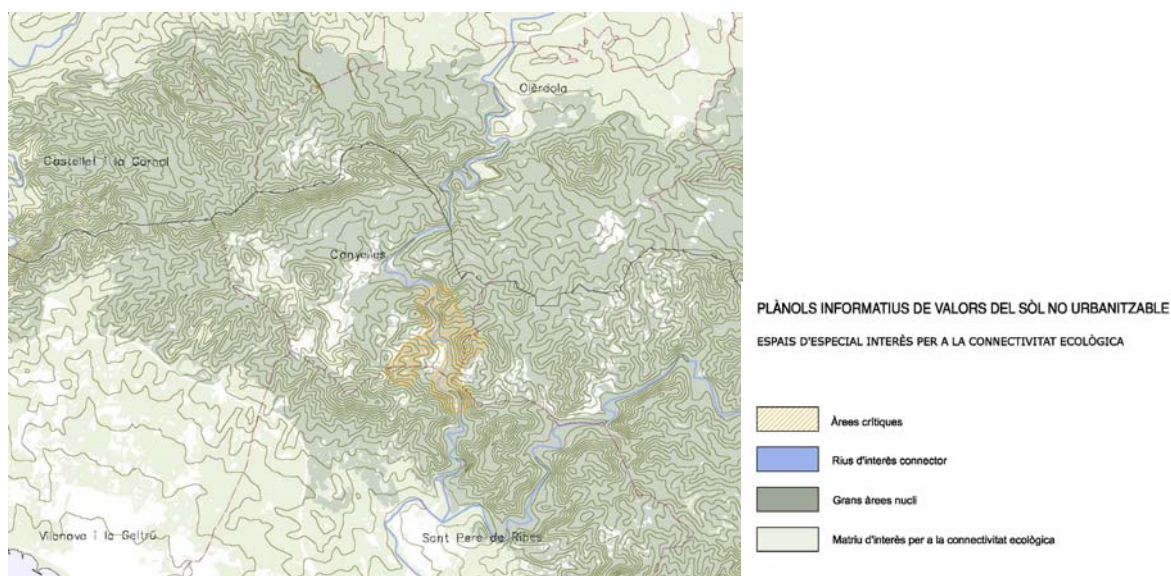 Olèrdola
Castellet i la Gornal
Canyelles
Vilanova i la Geltrú
Sant Pere de Ribes
PLÀNOLS INFORMATIUS DE VALORS DEL SÒL NO URBANITZABLE
ESPAIS D'ESPECIAL INTERÈS PER A LA CONNECTIVITAT ECOLÒGICA
Àrees crítiques
Rius d'interès connector
Grans àrees nucli
Matriu d'interès per a la connectivitat ecològica